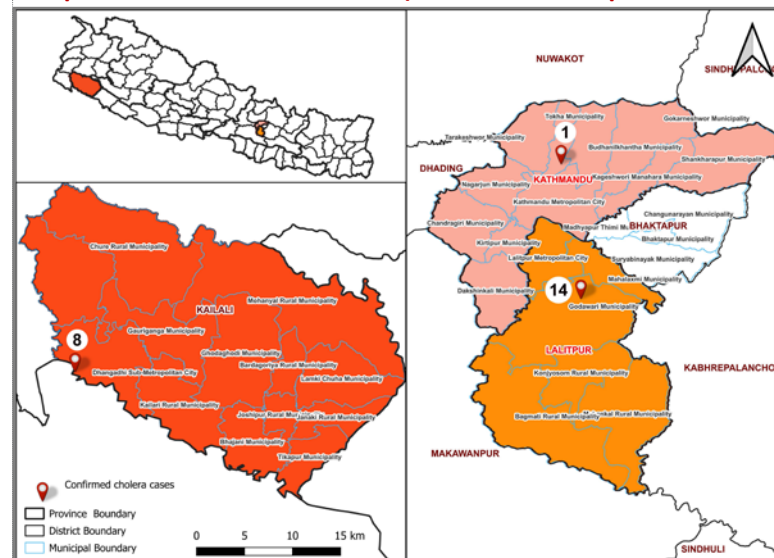 NUWAKOT
Tokha Municipality
Gokarneshwor Municipality
1
Tarakeshwor Municipality
Budhanilkantha Municipality
Shankharapur Municipality
DHADING
KATHMANDU
Kageshwori Manahara Municipality
Nagarjun Municipality
Kathmandu Metropolitan City
Changunarayan Municipality
Chandragiri Municipality
Madhyapur Thimi
BHAKTAPUR
Kirtipur Municipality
Bhaktapur Municipality
Lalitpur Metropolitan City
Suryabinayak Municipality
Mahalaxmi Municipality
Dakshinkali Municipality
14
Godawari Municipality
LALITPUR
KABHREPALANCHO
Konjyosom Rural Municipality
Bagmati Rural Municipality
Rural Municipality
MAKAWANPUR
SINDHULI
Chure Rural Municipality
Mohanyal Rural Municipality
KAILALI
Gauriganga Municipality
8
Ghodaghodi Municipality
Bardagoriya Rural Municipality
Dhangadhi Sub-Metropolitan City
Lamki Chuha Municipality
Kailari Rural Municipality
Joshipur Rural
Janaki Rural Municipality
Bhajani Municipality
Tikapur Municipality
Confirmed cholera cases
Province Boundary
District Boundary
Municipal Boundary
0 5 10 15 km